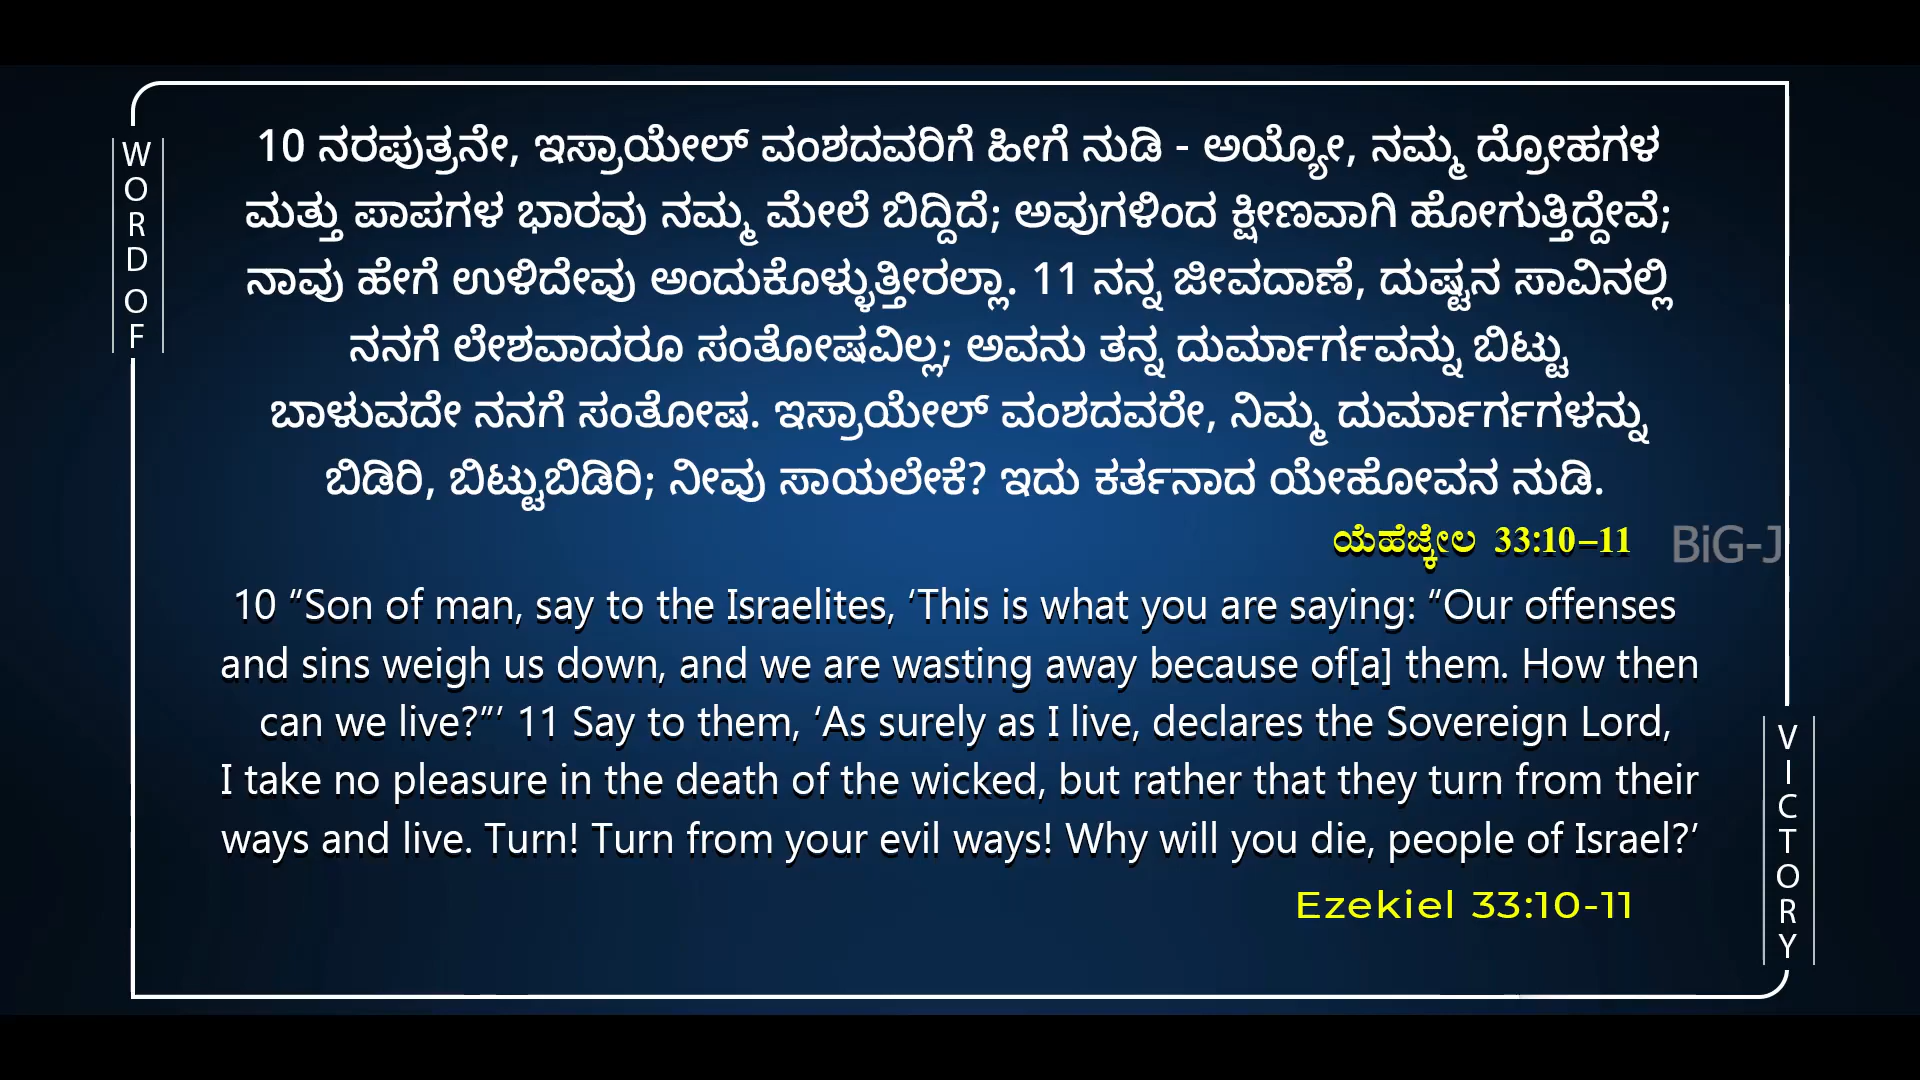 WORD OF
10 ನರಪುತ್ರನೇ, ಇಸ್ರಾಯೇಲ್ ವಂಶದವರಿಗೆ ಹೀಗೆ ನುಡಿ - ಅಯ್ಯೋ, ನಮ್ಮ ದ್ರೋಹಗಳ
ಮತ್ತು ಪಾಪಗಳ ಭಾರವು ನಮ್ಮ ಮೇಲೆ ಬಿದ್ದಿದೆ; ಅವುಗಳಿಂದ ಕ್ಷೀಣವಾಗಿ ಹೋಗುತ್ತಿದ್ದೇವೆ;
ನಾವು ಹೇಗೆ ಉಳಿದೇವು ಅಂದುಕೊಳ್ಳುತ್ತೀರಲ್ಲಾ. 11 ನನ್ನ ಜೀವದಾಣೆ, ದುಷ್ಟನ ಸಾವಿನಲ್ಲಿ
ನನಗೆ ಲೇಶವಾದರೂ ಸಂತೋಷವಿಲ್ಲ; ಅವನು ತನ್ನ ದುರ್ಮಾರ್ಗವನ್ನು ಬಿಟ್ಟು
ಬಾಳುವದೇ ನನಗೆ ಸಂತೋಷ. ಇಸ್ರಾಯೇಲ್ ವಂಶದವರೇ, ನಿಮ್ಮ ದುರ್ಮಾರ್ಗಗಳನ್ನು
ಬಿಡಿರಿ, ಬಿಟ್ಟುಬಿಡಿರಿ; ನೀವು ಸಾಯಲೇಕೆ? ಇದು ಕರ್ತನಾದ ಯೇಹೋವನ ನುಡಿ.
ಯೆಹೆಜ್ಕೇಲ 33:10-11
BiG-J
10 “Son of man, say to the Israelites, ‘This is what you are saying: “Our offenses
and sins weigh us down, and we are wasting away because of[a] them. How then
can we live?”’ 11 Say to them, ‘As surely as I live, declares the Sovereign Lord,
I take no pleasure in the death of the wicked, but rather that they turn from their
ways and live. Turn! Turn from your evil ways! Why will you die, people of Israel?’
Ezekiel 33:10-11
VICTORY